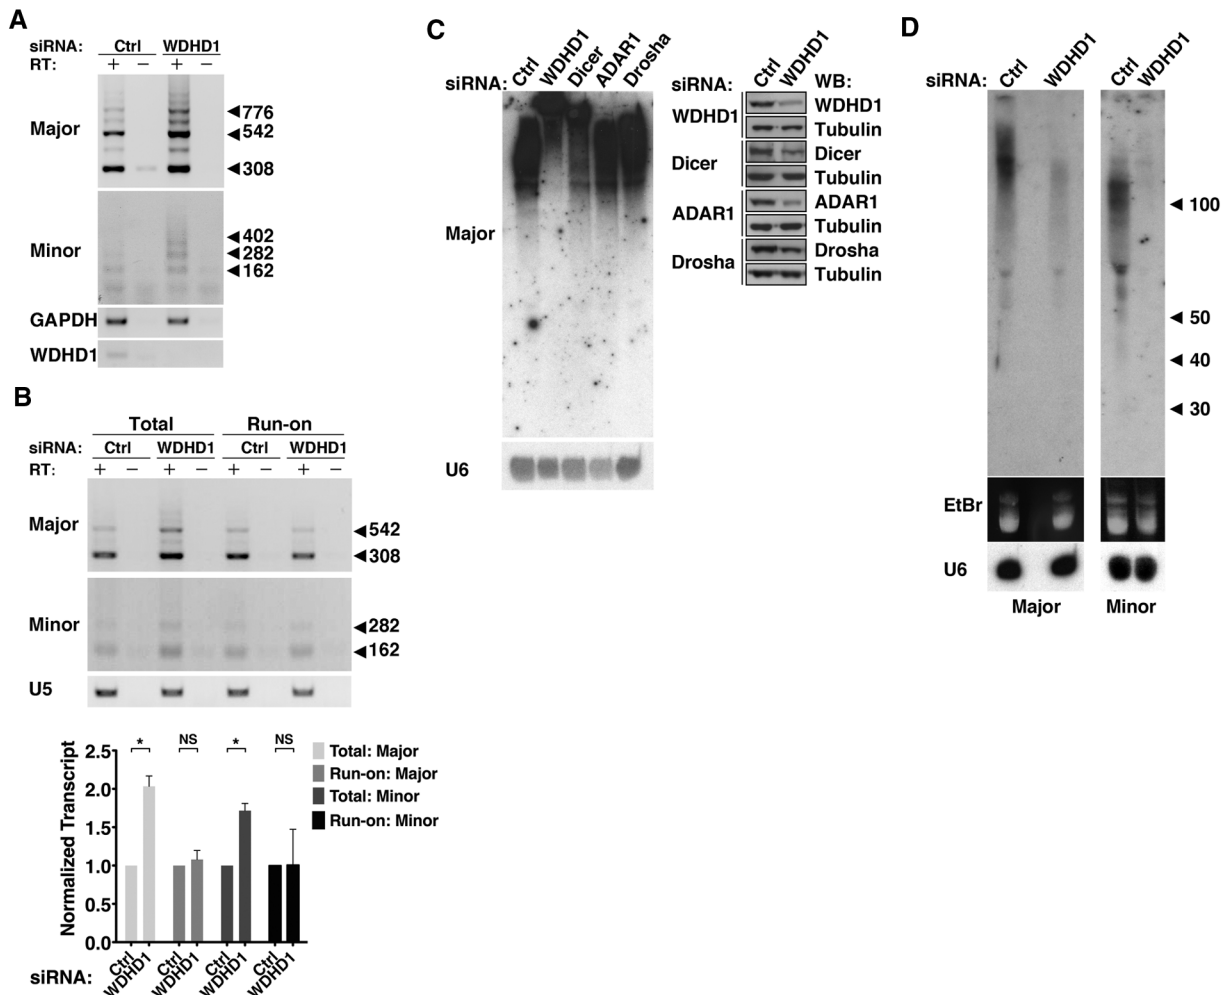 A
siRNA: Ctrl WDHD1
RT: + − + −
Major
776
542
308
Minor
402
282
162
GAPDH
WDHD1
B
Total Run-on
siRNA: Ctrl WDHD1 Ctrl WDHD1
RT: + − + − + − + −
Major
542
308
Minor
282
162
U5
Normalized Transcript
2.5
2.0
1.5
1.0
0.5
0.0
* NS * NS
Total: Major
Run-on: Major
Total: Minor
Run-on: Minor
siRNA: Ctrl WDHD1 Ctrl WDHD1 Ctrl WDHD1 Ctrl WDHD1
C
siRNA: Ctrl WDHD1 Dicer ADAR1 Drosha
Major
U6
siRNA: Ctrl WDHD1 WB:
WDHD1 WDHD1
Tubulin
Dicer Dicer
Tubulin
ADAR1 ADAR1
Tubulin
Drosha Drosha
Tubulin
D
siRNA: Ctrl WDHD1 Ctrl WDHD1
100
50
40
30
EtBr
U6
Major Minor